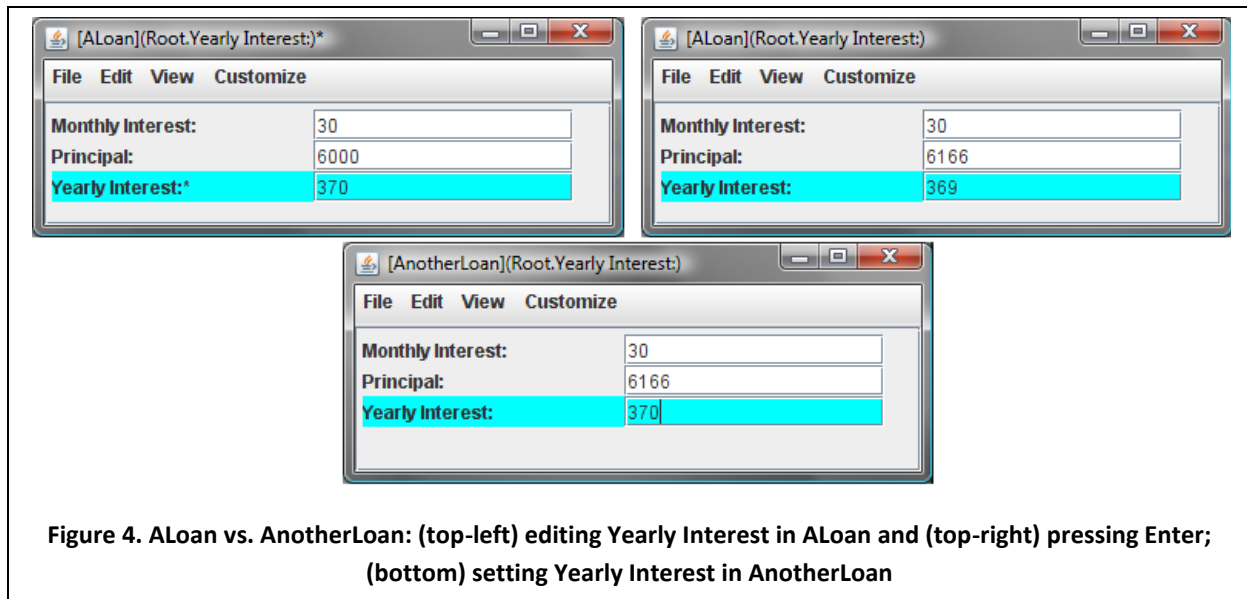 [ALoan](Root.Yearly Interest:)*
File Edit View Customize
Monthly Interest: 30
Principal: 6000
Yearly Interest:* 370
[ALoan](Root.Yearly Interest:)
File Edit View Customize
Monthly Interest: 30
Principal: 6166
Yearly Interest: 369
[AnotherLoan](Root.Yearly Interest:)
File Edit View Customize
Monthly Interest: 30
Principal: 6166
Yearly Interest: 370
Figure 4. ALoan vs. AnotherLoan: (top-left) editing Yearly Interest in ALoan and (top-right) pressing Enter;
(bottom) setting Yearly Interest in AnotherLoan